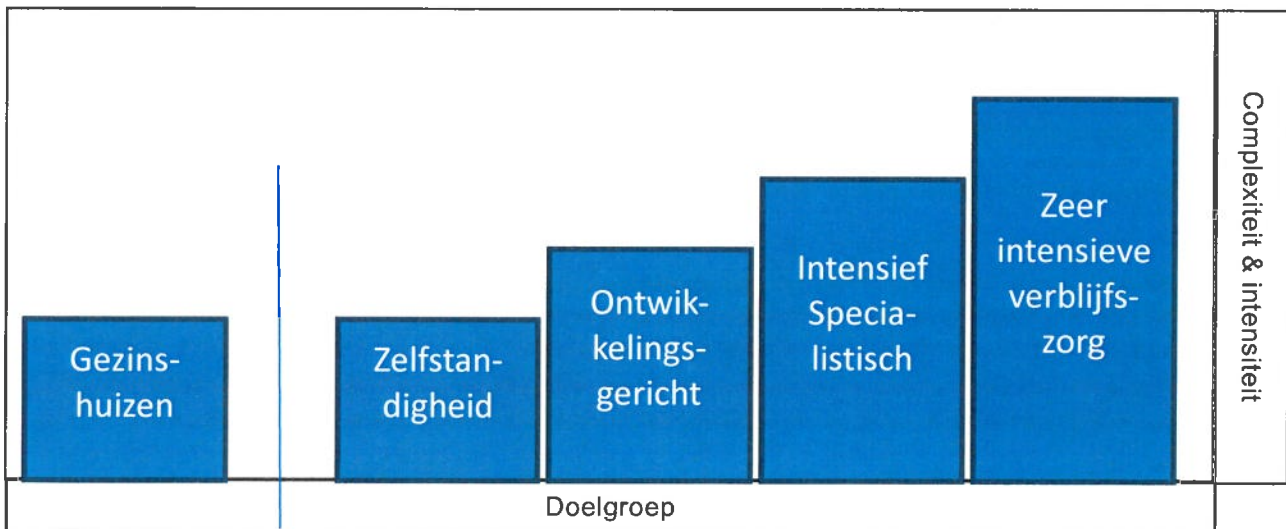 Gezins-
huizen
Zelfstan-
digheid
Ontwik-
kelings-
gericht
Intensief
Specia-
listisch
Zeer
intensieve
verblijfs-
zorg
Complexiteit & intensiteit
Doelgroep